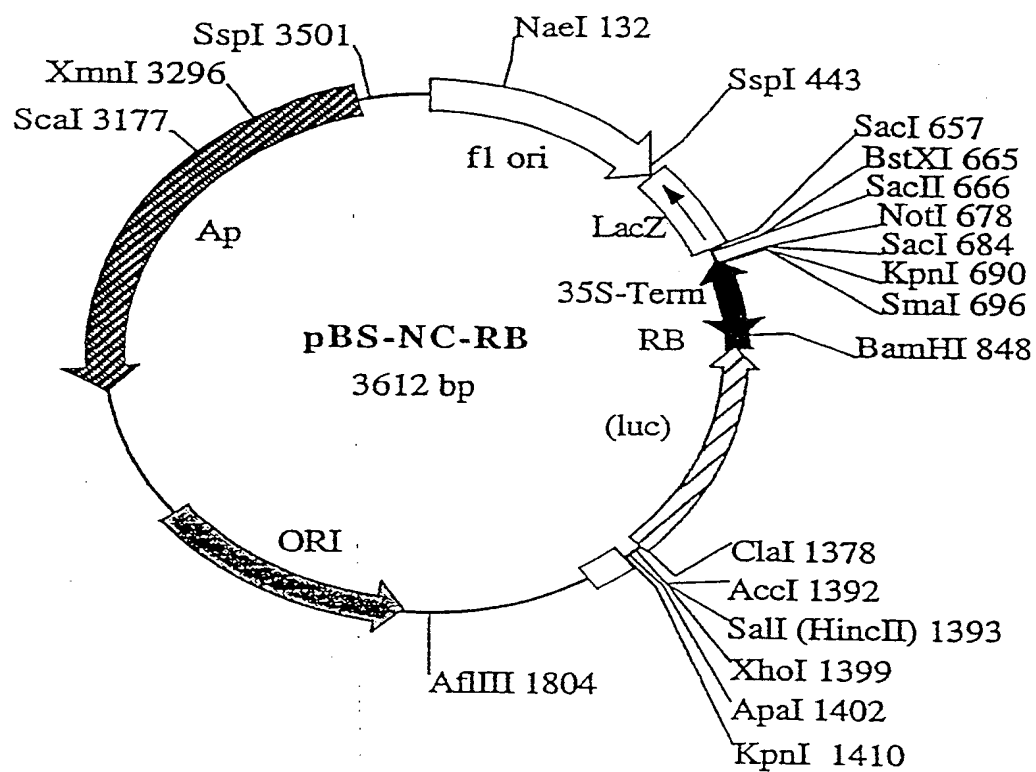 NaeI 132
SspI 3501
XmnI 3296
ScaI 3177
SspI 443
SacI 657
BstXI 665
SacII 666
NotI 678
SacI 684
KpnI 690
SmaI 696
BamHI 848
f1 ori
LacZ
Ap
35S-Term
RB
pBS-NC-RB
3612 bp
(luc)
ORI
ClaI 1378
AccI 1392
SalI (HincII) 1393
XhoI 1399
ApaI 1402
KpnI 1410
AflIII 1804